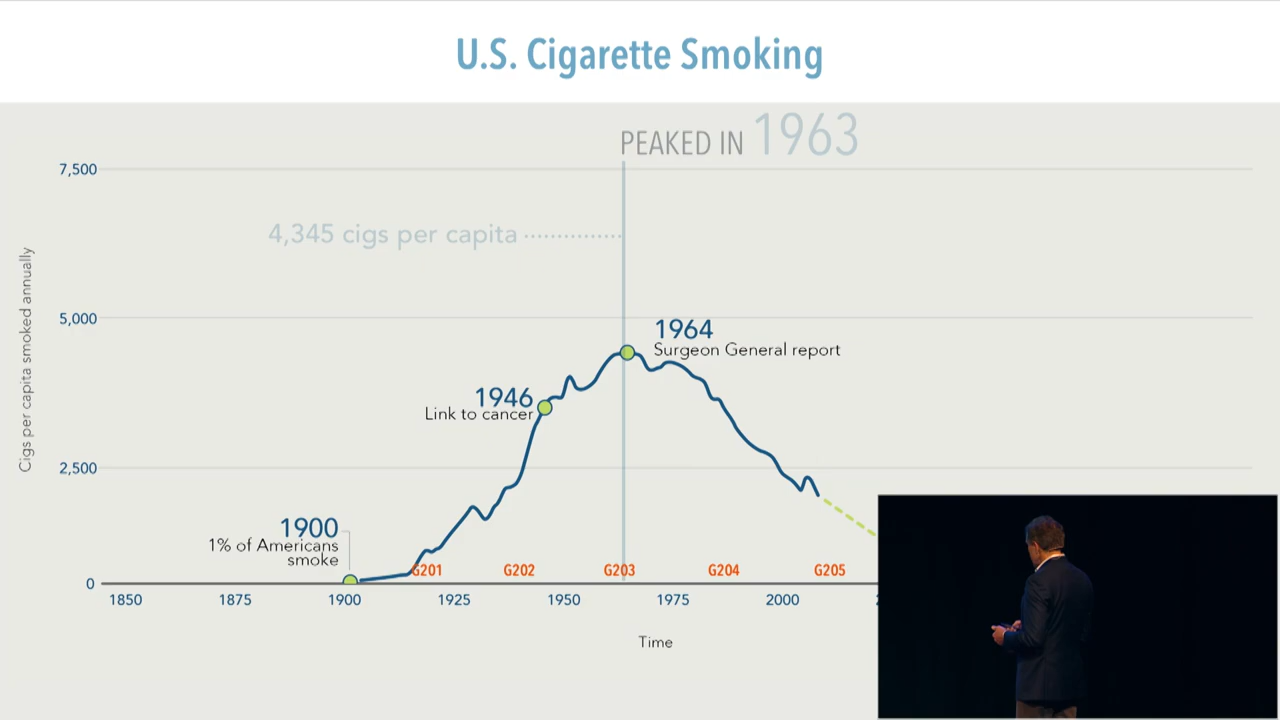 U.S. Cigarette Smoking
PEAKED IN 1963
7,500
4,345 cigs per capita
5,000
1964
Surgeon General report
1946
Link to cancer
2,500
1900
1% of Americans
smoke
G201 G202 G203 G204 G205
0
1850 1875 1900 1925 1950 1975 2000
Time
Cigs per capita smoked annually